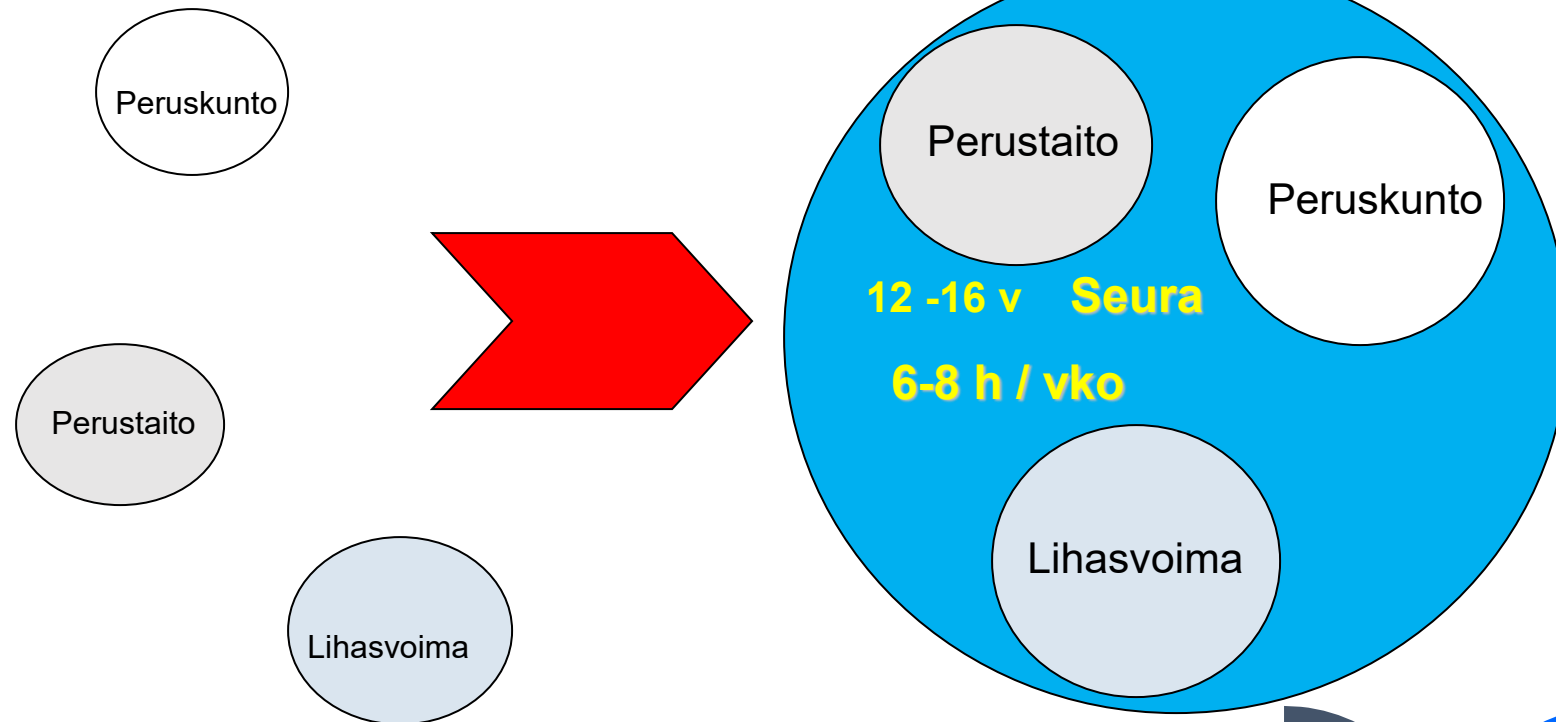 Peruskunto
Perustaito
Lihasvoima
Perustaito
Peruskunto
12 -16 v Seura
6-8 h / vko
Lihasvoima